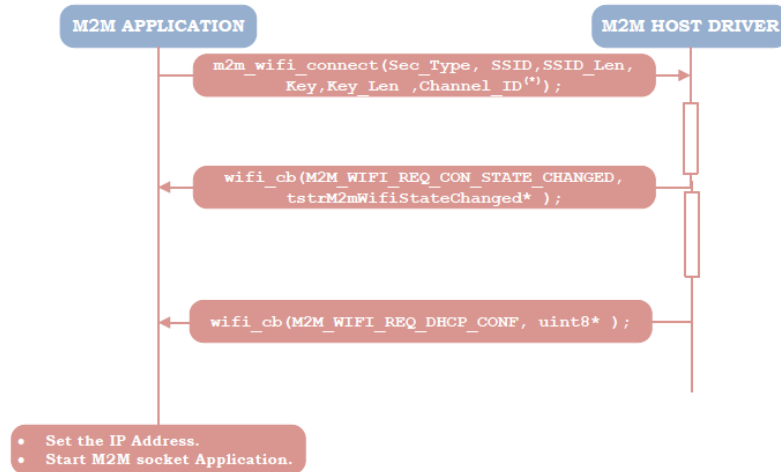 M2M APPLICATION
M2M HOST DRIVER
m2m_wifi_connect(Sec_Type, SSID,SSID_Len,
Key,Key_Len ,Channel_ID(*));
wifi_cb(M2M_WIFI_REQ_CON_STATE_CHANGED,
tstrM2mWifiStateChanged* );
wifi_cb(M2M_WIFI_REQ_DHCP_CONF, uint8* );
• Set the IP Address.
• Start M2M socket Application.